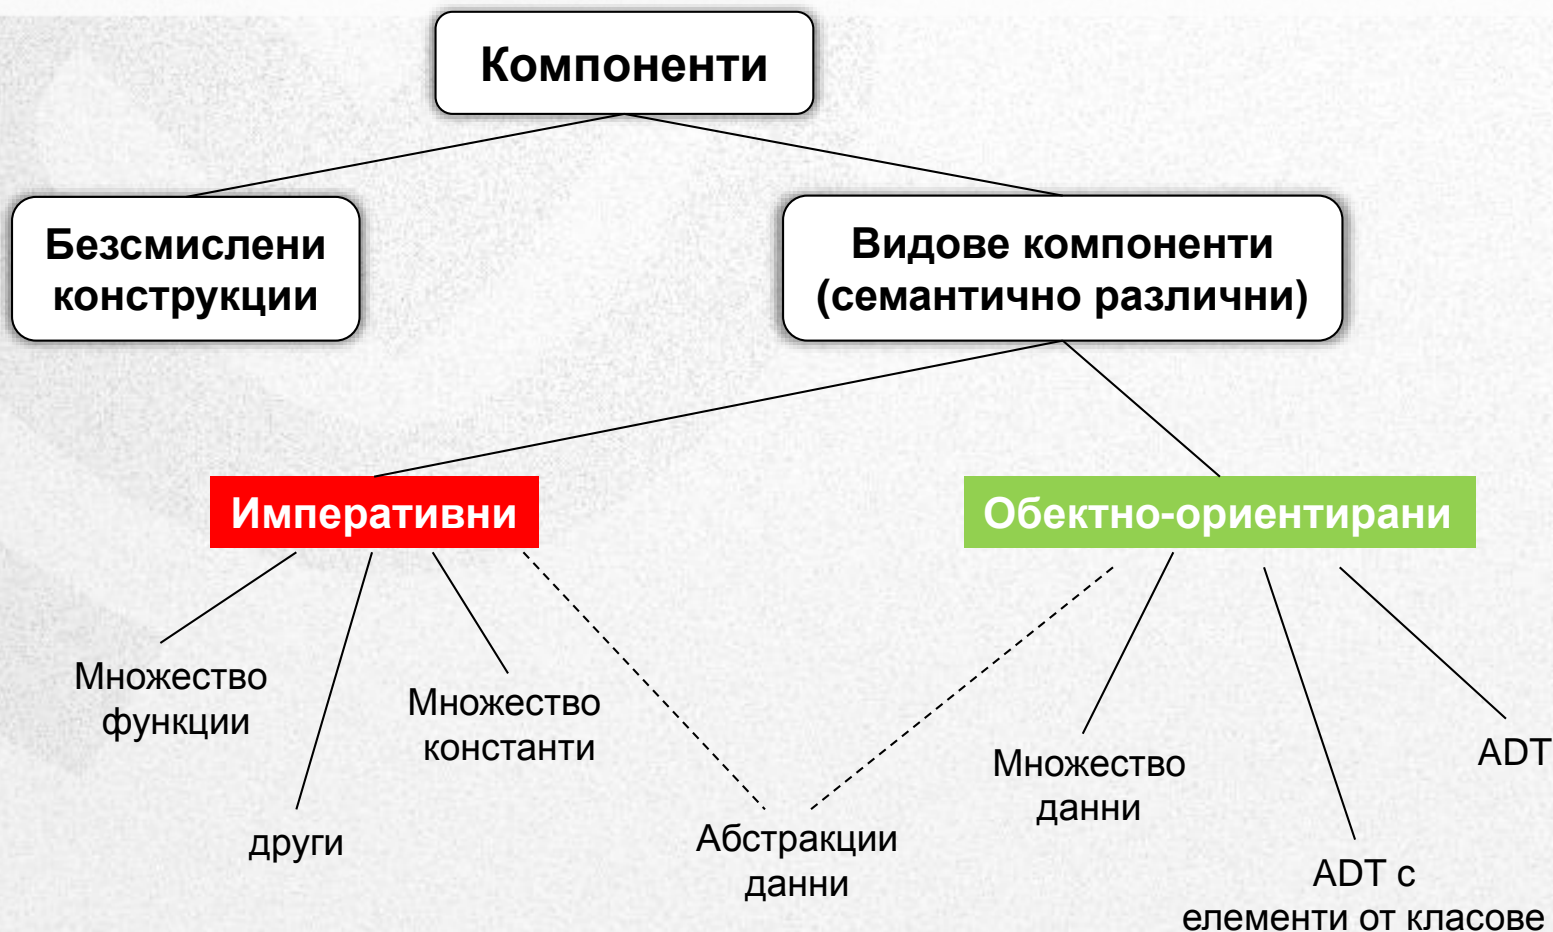 Компоненти
Безсмислени
конструкции
Видове компоненти
(семантично различни)
Императивни
Обектно-ориентирани
Множество
функции
други
Множество
константи
Абстракции
данни
Множество
данни
ADT с
елементи от класове
ADT